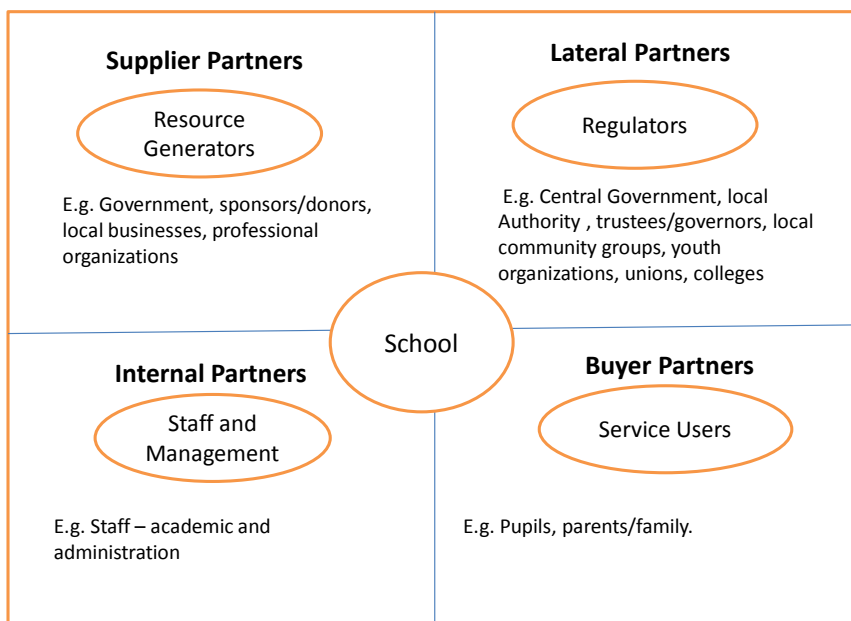 Supplier Partners
Resource
Generators
E.g. Government, sponsors/donors,
local businesses, professional
organizations
Lateral Partners
Regulators
E.g. Central Government, local
Authority , trustees/governors, local
community groups, youth
organizations, unions, colleges
School
Internal Partners
Staff and
Management
E.g. Staff – academic and
administration
Buyer Partners
Service Users
E.g. Pupils, parents/family.